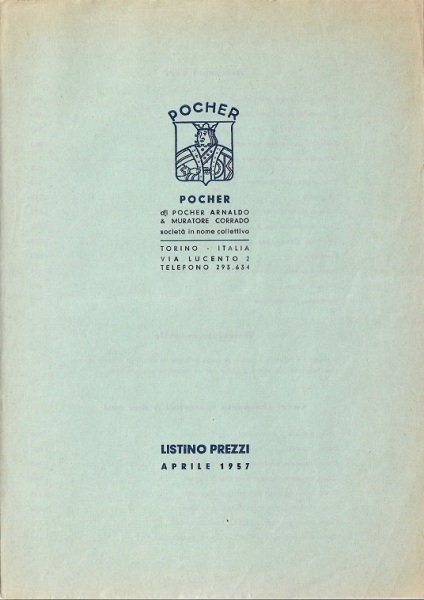 POCHER
POCHER
di POCHER ARNALDO
& MURATORE CORRADO
società in nome collettivo
TORINO - ITALIA
VIA LUCENTO 2
TELEFONO 293.634
LISTINO PREZZI
APRILE 1957